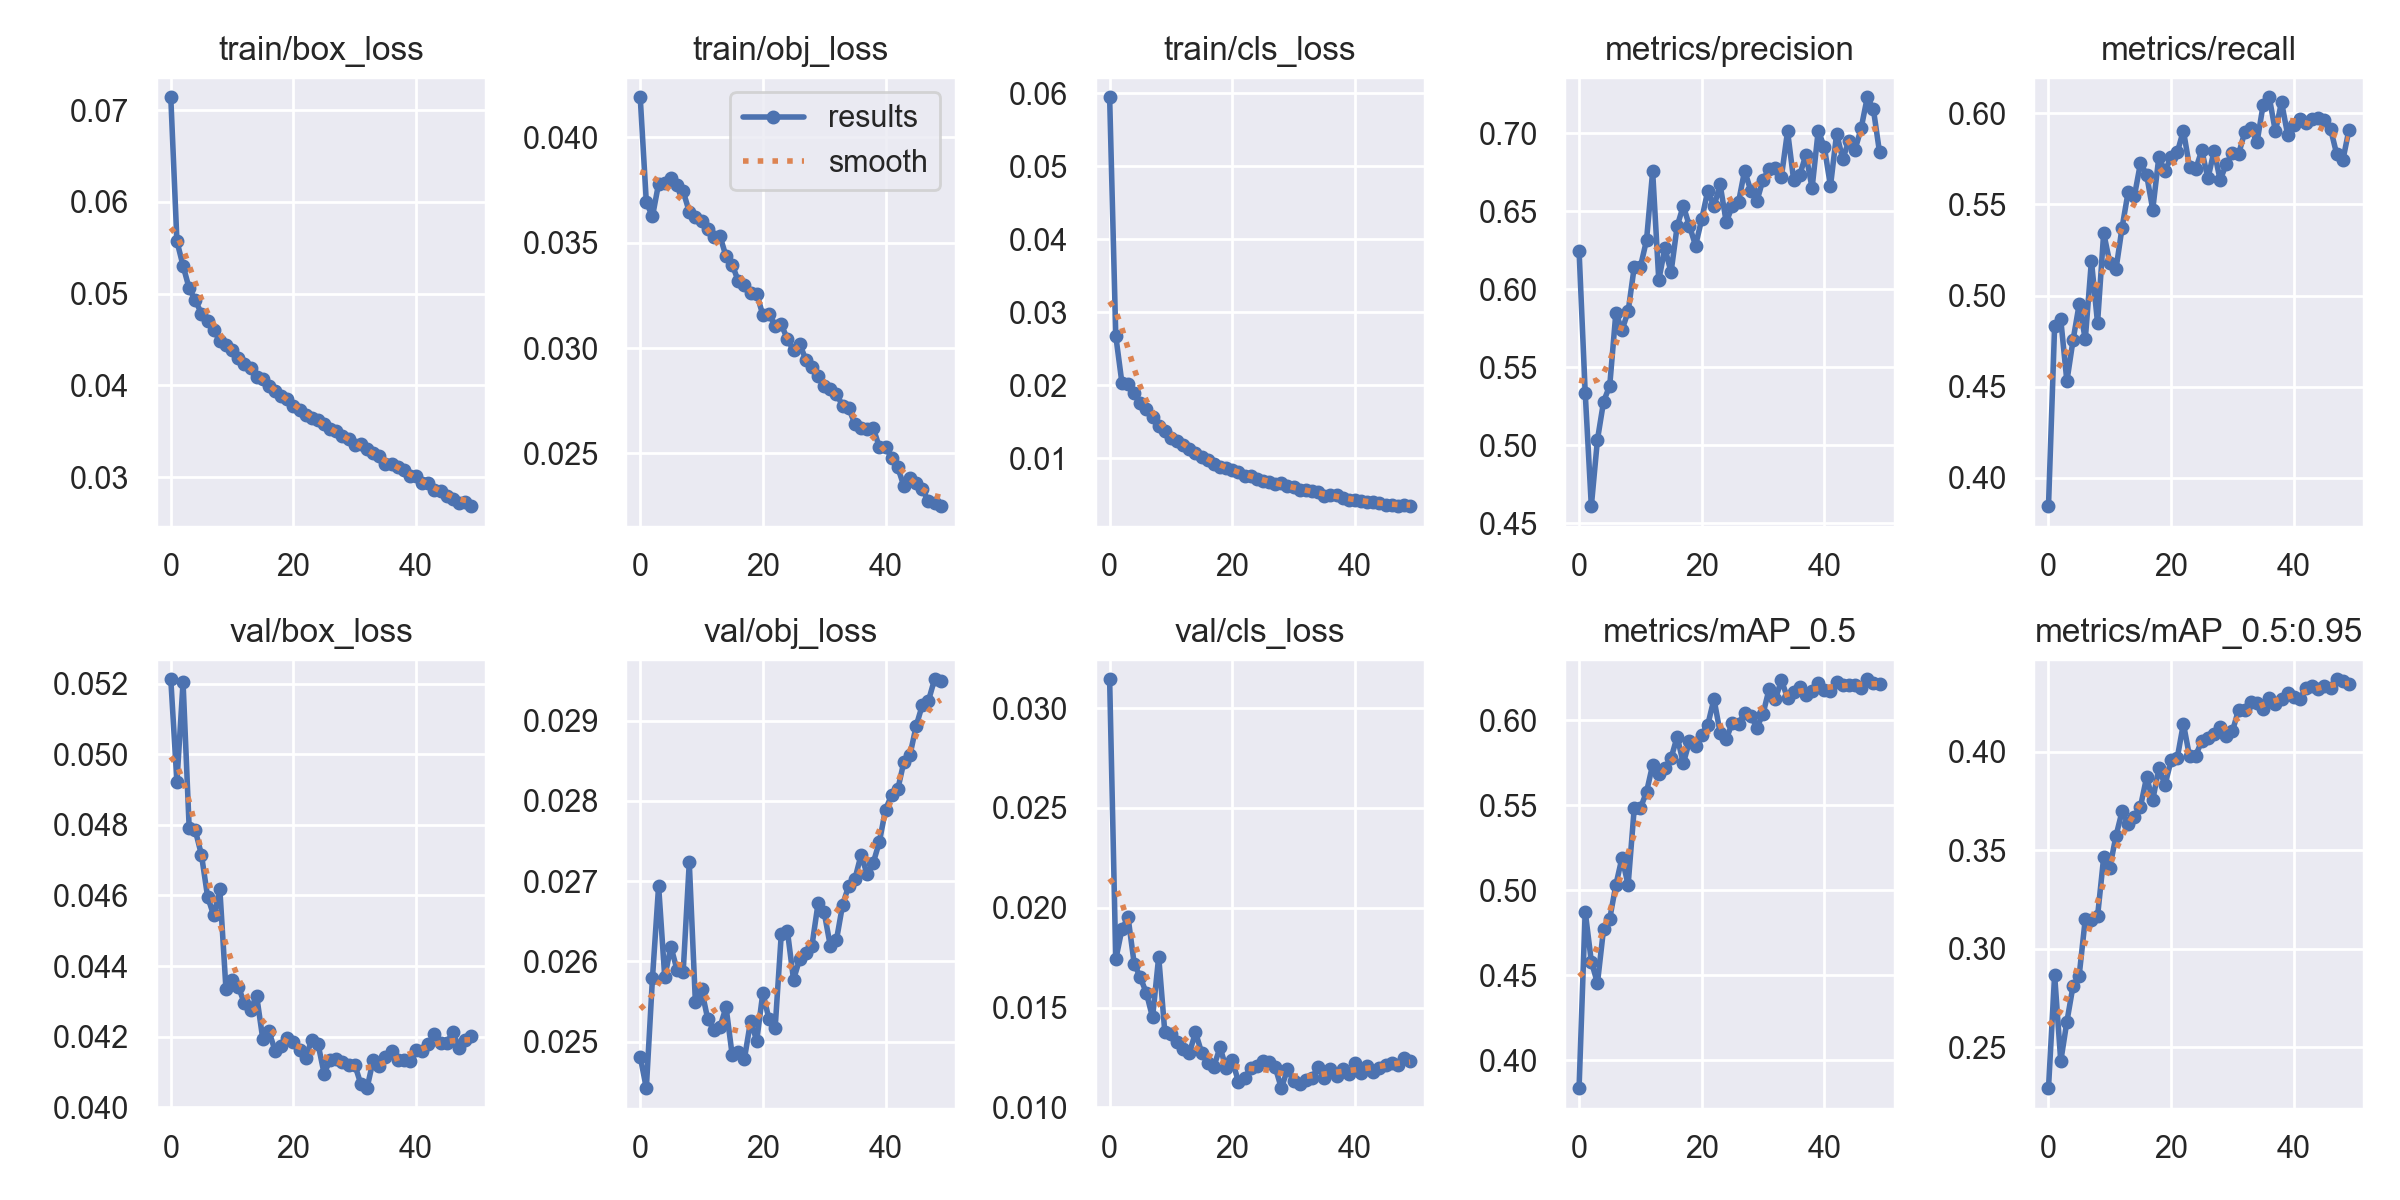 train/box_loss
0.07
0.06
0.05
0.04
0.03
0 20 40
train/obj_loss
results
smooth
0.040
0.035
0.030
0.025
0 20 40
train/cls_loss
0.06
0.05
0.04
0.03
0.02
0.01
0 20 40
metrics/precision
0.70
0.65
0.60
0.55
0.50
0.45
0 20 40
metrics/recall
0.60
0.55
0.50
0.45
0.40
0 20 40
val/box_loss
0.052
0.050
0.048
0.046
0.044
0.042
0.040
0 20 40
val/obj_loss
0.029
0.028
0.027
0.026
0.025
0 20 40
val/cls_loss
0.030
0.025
0.020
0.015
0.010
0 20 40
metrics/mAP_0.5
0.60
0.55
0.50
0.45
0.40
0 20 40
metrics/mAP_0.5:0.95
0.40
0.35
0.30
0.25
0 20 40